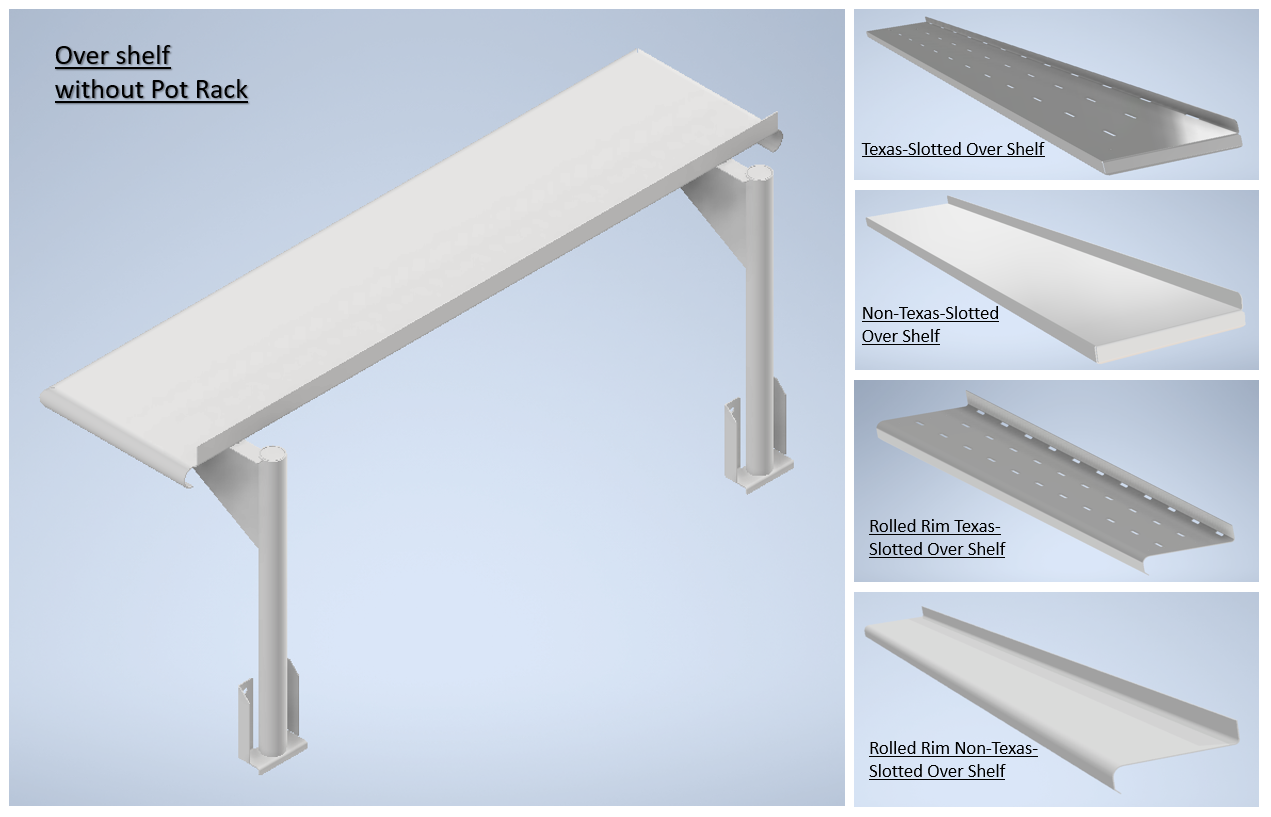 Over shelf
without Pot Rack
Texas-Slotted Over Shelf
Non-Texas-Slotted
Over Shelf
Rolled Rim Texas-
Slotted Over Shelf
Rolled Rim Non-Texas-
Slotted Over Shelf